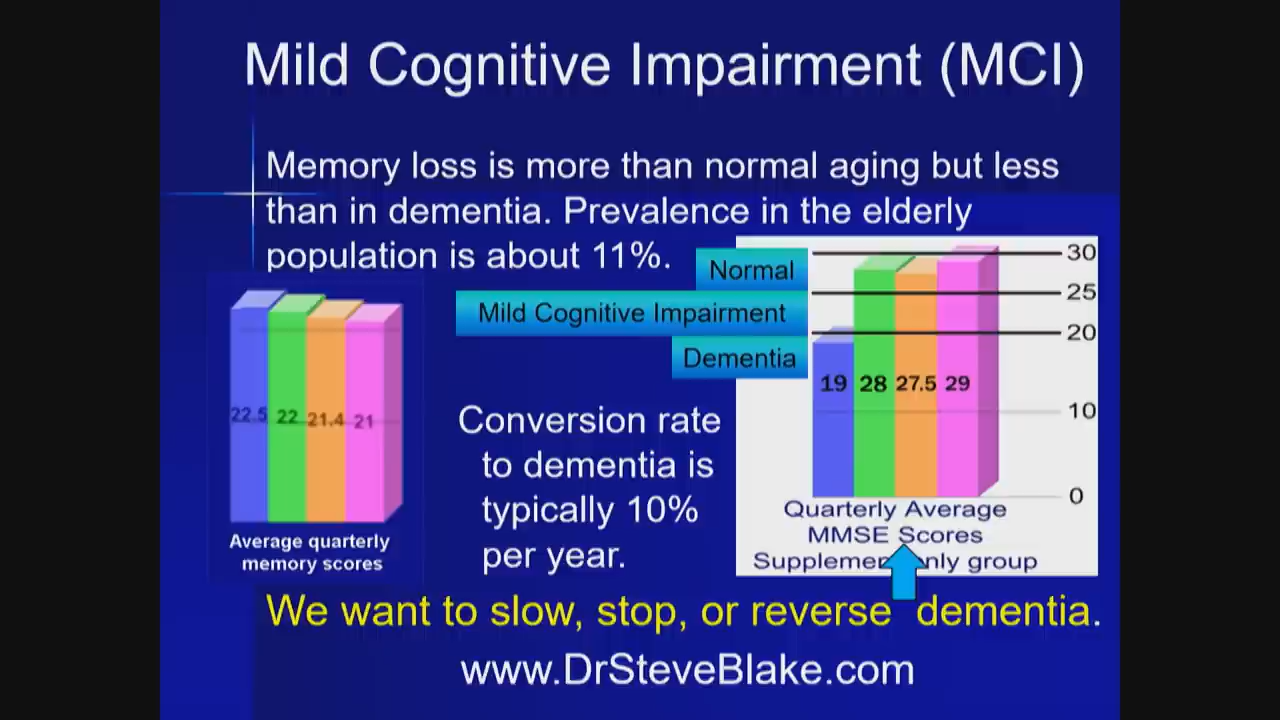 Mild Cognitive Impairment (MCI)
Memory loss is more than normal aging but less
than in dementia. Prevalence in the elderly
population is about 11%.
Normal
Mild Cognitive Impairment
Dementia
30
25
20
10
0
19 28 27.5 29
Quarterly Average
MMSE Scores
only group
22.5 22 21.4 21
Average quarterly
memory scores
Conversion rate
to dementia is
typically 10%
per year.
We want to slow, stop, or reverse dementia.
www.DrSteveBlake.com